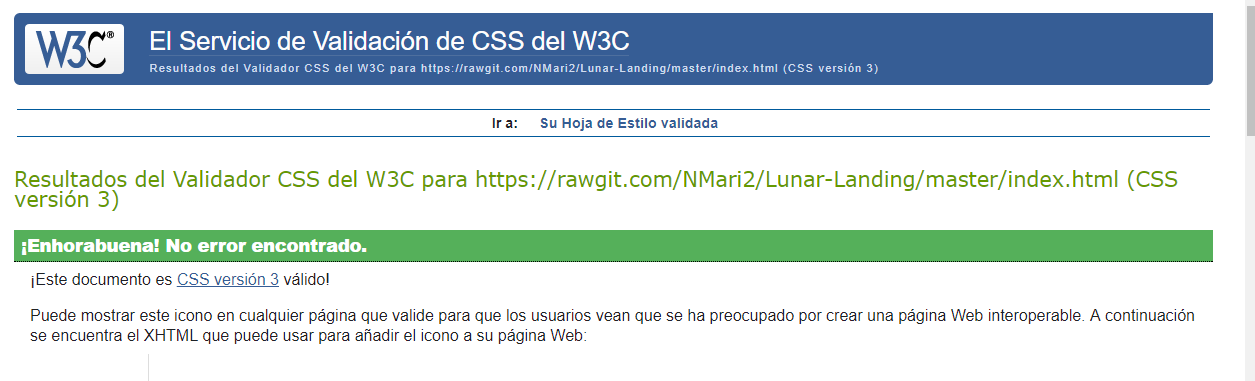 W3C®
El Servicio de Validación de CSS del W3C
Resultados del Validador CSS del W3C para https://rawgit.com/NMari2/Lunar-Landing/master/index.html (CSS versión 3)
Ir a: Su Hoja de Estilo validada
Resultados del Validador CSS del W3C para https://rawgit.com/NMari2/Lunar-Landing/master/index.html (CSS
versión 3)
¡Enhorabuena! No error encontrado.
¡Este documento es CSS versión 3 válido!
Puede mostrar este icono en cualquier página que valide para que los usuarios vean que se ha preocupado por crear una página Web interoperable. A continuación
se encuentra el XHTML que puede usar para añadir el icono a su página Web: